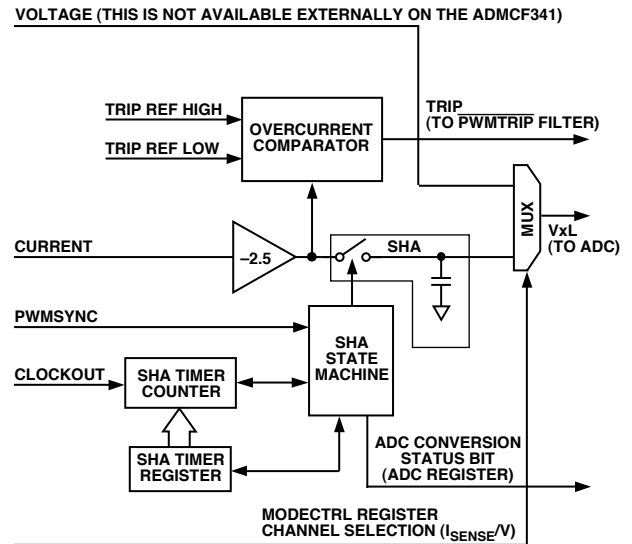 VOLTAGE (THIS IS NOT AVAILABLE EXTERNALLY ON THE ADMCF341)
TRIP REF HIGH
TRIP REF LOW
OVERCURRENT
COMPARATOR
TRIP
(TO PWMTRIP FILTER)
MUX
VxL
(TO ADC)
CURRENT
–2.5
SHA
PWMSYNC
SHA
STATE
MACHINE
CLOCKOUT
SHA TIMER
COUNTER
SHA TIMER
REGISTER
ADC CONVERSION
STATUS BIT
(ADC REGISTER)
MODECTRL REGISTER
CHANNEL SELECTION (ISENSE/V)